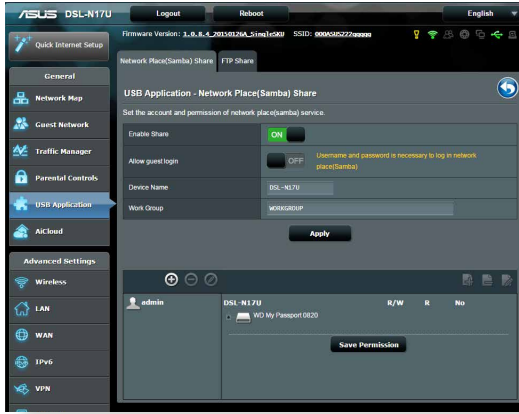 ASUS DSL-N17U Logout Reboot English
Quick Internet Setup
Firmware Version: 1.0.8.4_20150126A_SingleSKU SSID: 000ASUS222ggggg
Network Place(Samba) Share FTP Share
General
Network Map
Guest Network
Traffic Manager
Parental Controls
USB Application
AiCloud
Advanced Settings
Wireless
LAN
WAN
IPv6
VPN
USB Application - Network Place(Samba) Share
Set the account and permission of network place(samba) service.
Enable Share ON
Allow guest login OFF Username and password is necessary to log in network
place(Samba)
Device Name DSL-N17U
Work Group WORKGROUP
Apply
admin
DSL-N17U R/W R No
WD My Passport 0820
Save Permission